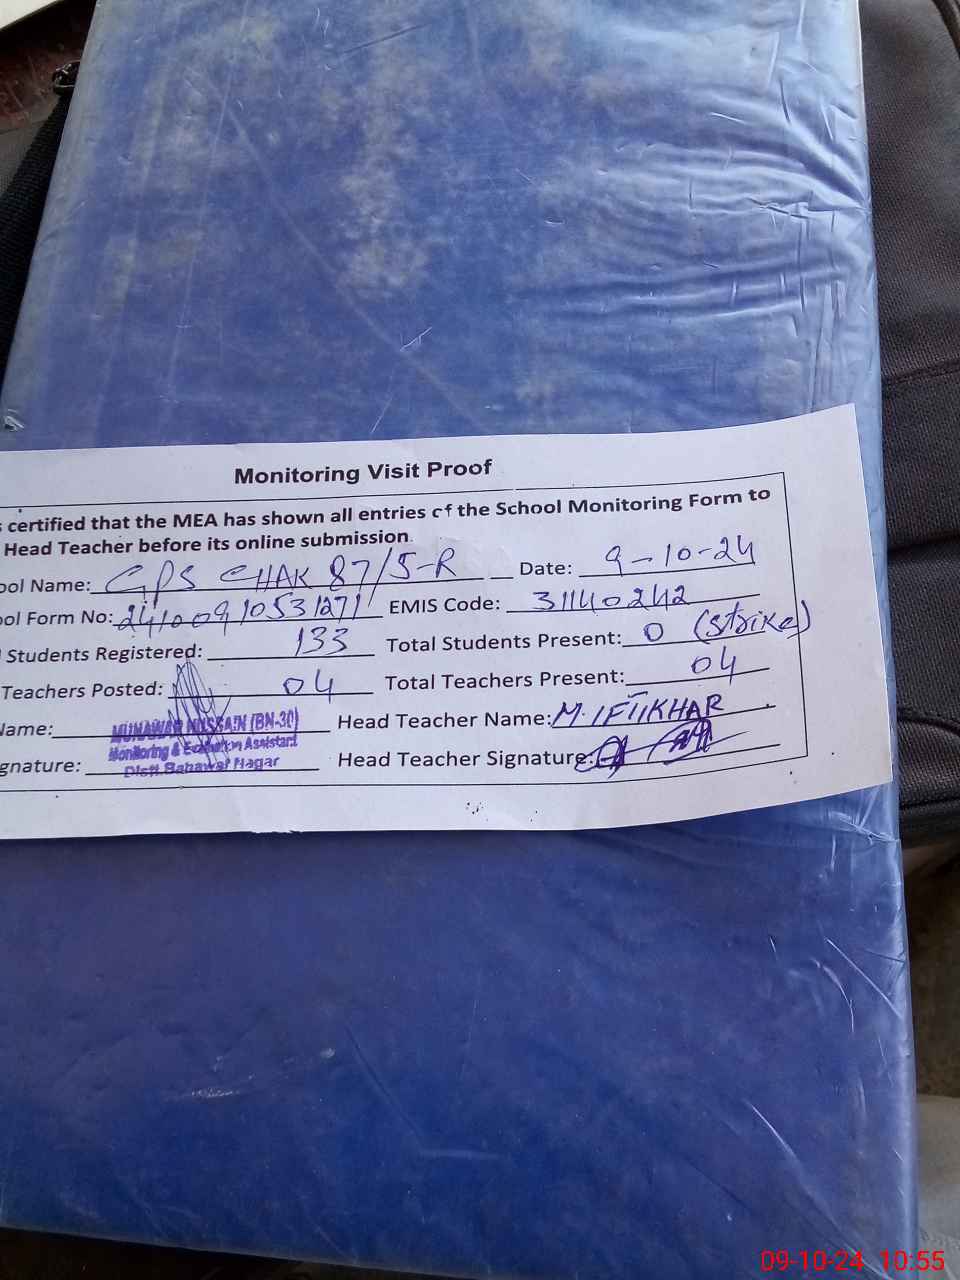 Monitoring Visit Proof
certified that the MEA has shown all entries of the School Monitoring Form to
Head Teacher before its online submission.
ool Name: GPS CHAK 87/5-R Date: 9-10-24
ol Form No: 24100910531271 EMIS Code: 31140242
Students Registered: 133 Total Students Present: 0 (strike)
Teachers Posted: 04 Total Teachers Present: 04
Name: MUNAWAR HUSSAIN (BN-30) Head Teacher Name: M. IFTIKHAR
Monitoring & Evaluation Assistant
gnature: Distt. Bahawal Nagar Head Teacher Signature:
09-10-24 10:55